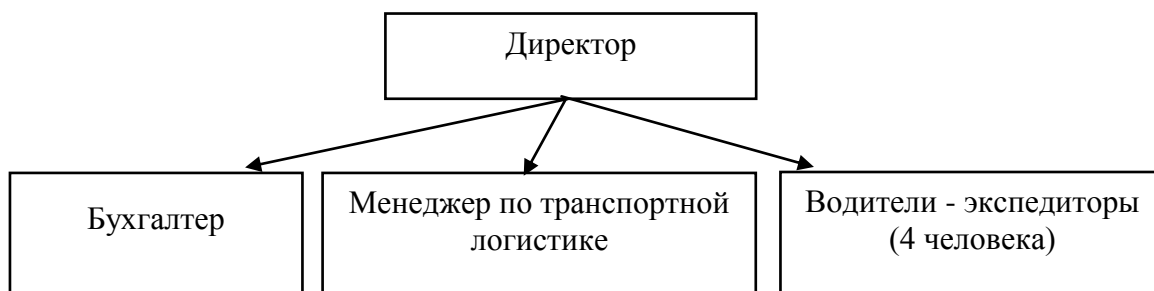 Директор
Бухгалтер
Менеджер по транспортной
логистике
Водители - экспедиторы
(4 человека)